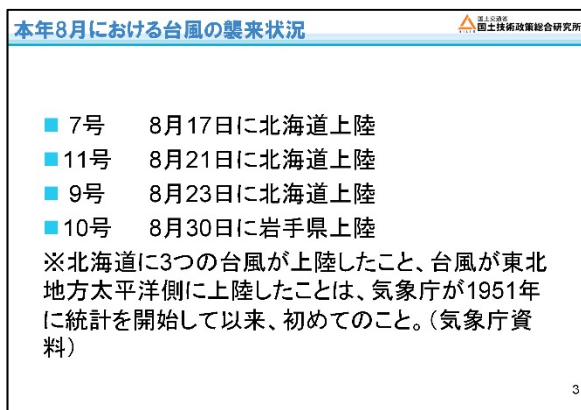 本年8月における台風の襲来状況
国土交通省
国土技術政策総合研究所
■ 7号　8月17日に北海道上陸
■ 11号　8月21日に北海道上陸
■ 9号　8月23日に北海道上陸
■ 10号　8月30日に岩手県上陸
※北海道に3つの台風が上陸したこと、台風が東北
地方太平洋側に上陸したことは、気象庁が1951年
に統計を開始して以来、初めてのこと。（気象庁資
料）
3